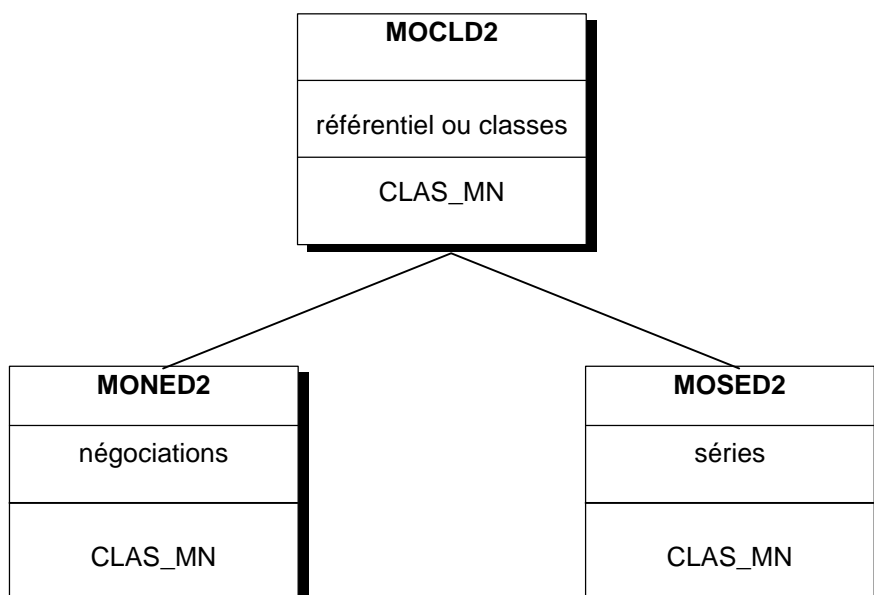 MOCLD2
référentiel ou classes
CLAS_MN
MONED2
négociations
CLAS_MN
MOSED2
séries
CLAS_MN